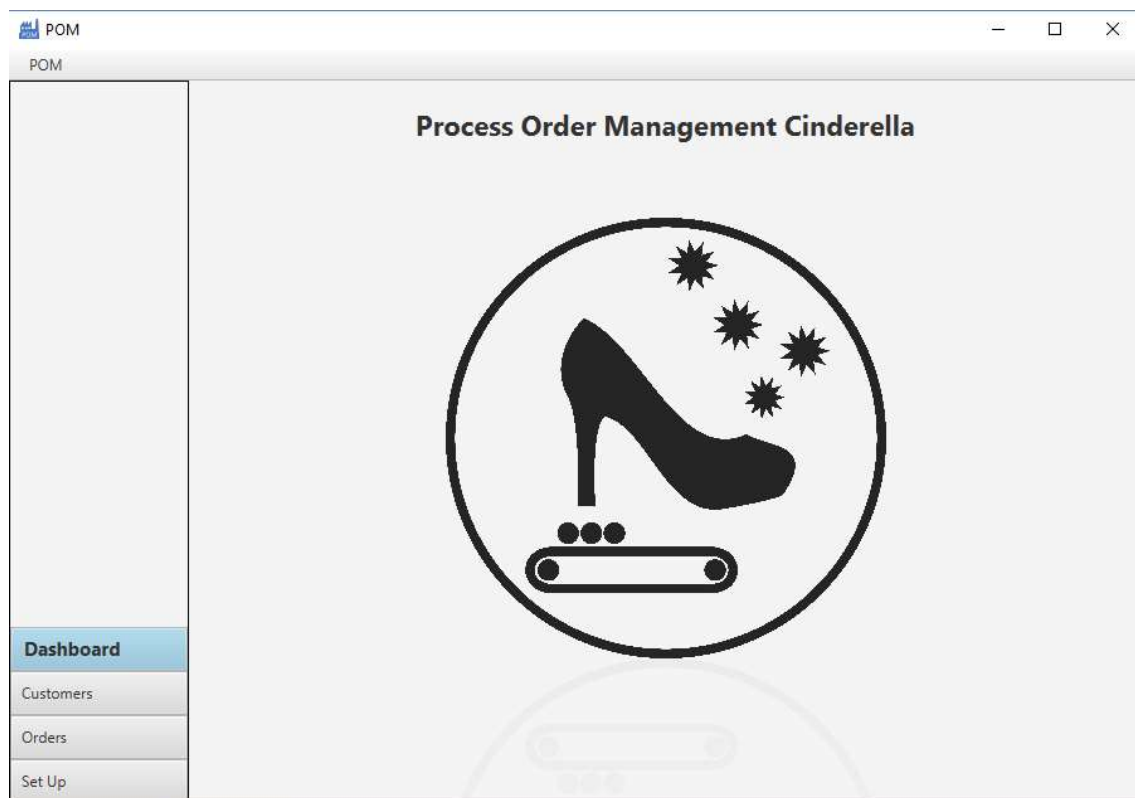 POM
POM
Process Order Management Cinderella
Dashboard
Customers
Orders
Set Up